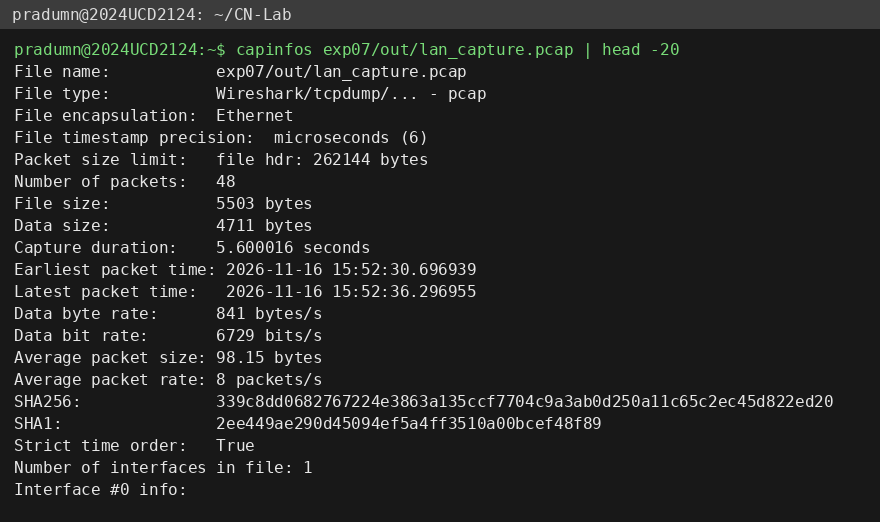 pradumn@2024UCD2124: ~/CN-Lab
pradumn@2024UCD2124:~$ capinfos exp07/out/lan_capture.pcap | head -20
File name:           exp07/out/lan_capture.pcap
File type:           Wireshark/tcpdump/... - pcap
File encapsulation:  Ethernet
File timestamp precision:  microseconds (6)
Packet size limit:   file hdr: 262144 bytes
Number of packets:   48
File size:           5503 bytes
Data size:           4711 bytes
Capture duration:    5.600016 seconds
Earliest packet time: 2026-11-16 15:52:30.696939
Latest packet time:   2026-11-16 15:52:36.296955
Data byte rate:      841 bytes/s
Data bit rate:       6729 bits/s
Average packet size: 98.15 bytes
Average packet rate: 8 packets/s
SHA256:              339c8dd0682767224e3863a135ccf7704c9a3ab0d250a11c65c2ec45d822ed20
SHA1:                2ee449ae290d45094ef5a4ff3510a00bcef48f89
Strict time order:   True
Number of interfaces in file: 1
Interface #0 info: